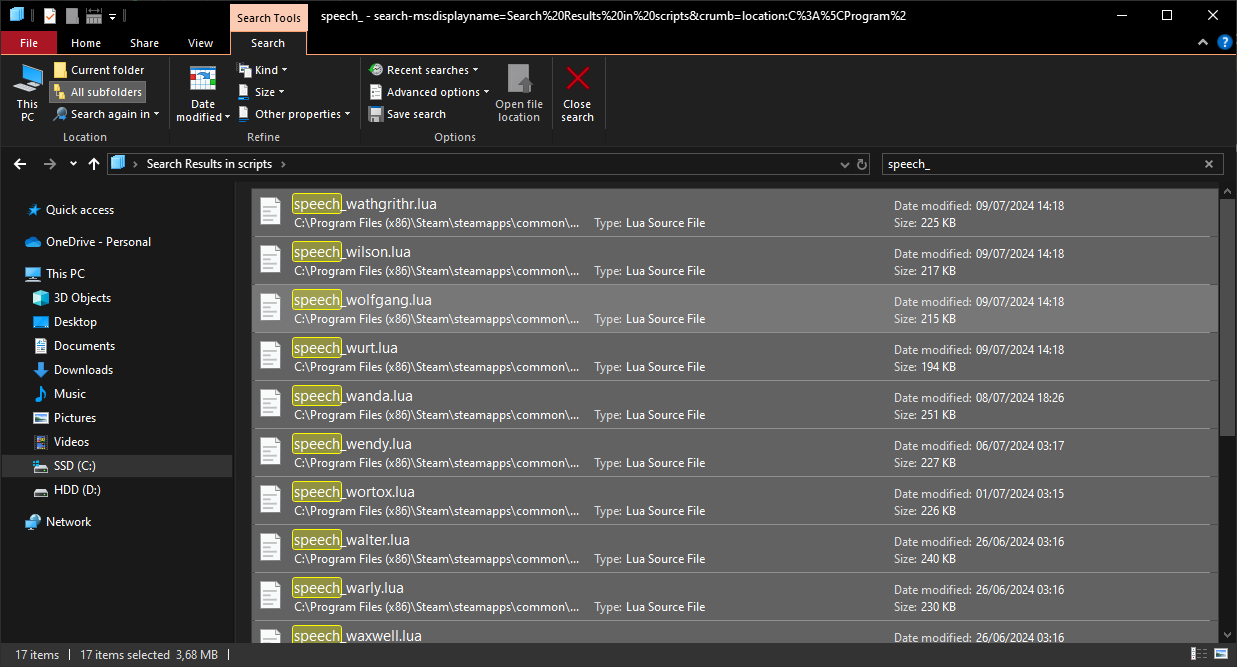 Search Tools
speech_ - search-ms:displayname=Search%20Results%20in%20scripts&crumb=location:C%3A%5CProgram%2
File Home Share View Search
This PC
Current folder
All subfolders
Search again in
Location
Date modified
Kind
Size
Other properties
Refine
Recent searches
Advanced options
Save search
Open file location
Options
Close search
Search Results in scripts
speech_
Quick access
OneDrive - Personal
This PC
3D Objects
Desktop
Documents
Downloads
Music
Pictures
Videos
SSD (C:)
HDD (D:)
Network
speech_wathgrithr.lua Date modified: 09/07/2024 14:18
C:\Program Files (x86)\Steam\steamapps\common\... Type: Lua Source File Size: 225 KB
speech_wilson.lua Date modified: 09/07/2024 14:18
C:\Program Files (x86)\Steam\steamapps\common\... Type: Lua Source File Size: 217 KB
speech_wolfgang.lua Date modified: 09/07/2024 14:18
C:\Program Files (x86)\Steam\steamapps\common\... Type: Lua Source File Size: 215 KB
speech_wurt.lua Date modified: 09/07/2024 14:18
C:\Program Files (x86)\Steam\steamapps\common\... Type: Lua Source File Size: 194 KB
speech_wanda.lua Date modified: 08/07/2024 18:26
C:\Program Files (x86)\Steam\steamapps\common\... Type: Lua Source File Size: 251 KB
speech_wendy.lua Date modified: 06/07/2024 03:17
C:\Program Files (x86)\Steam\steamapps\common\... Type: Lua Source File Size: 227 KB
speech_wortox.lua Date modified: 01/07/2024 03:15
C:\Program Files (x86)\Steam\steamapps\common\... Type: Lua Source File Size: 226 KB
speech_walter.lua Date modified: 26/06/2024 03:16
C:\Program Files (x86)\Steam\steamapps\common\... Type: Lua Source File Size: 240 KB
speech_warly.lua Date modified: 26/06/2024 03:16
C:\Program Files (x86)\Steam\steamapps\common\... Type: Lua Source File Size: 230 KB
speech_waxwell.lua Date modified: 26/06/2024 03:16
17 items 17 items selected 3,68 MB